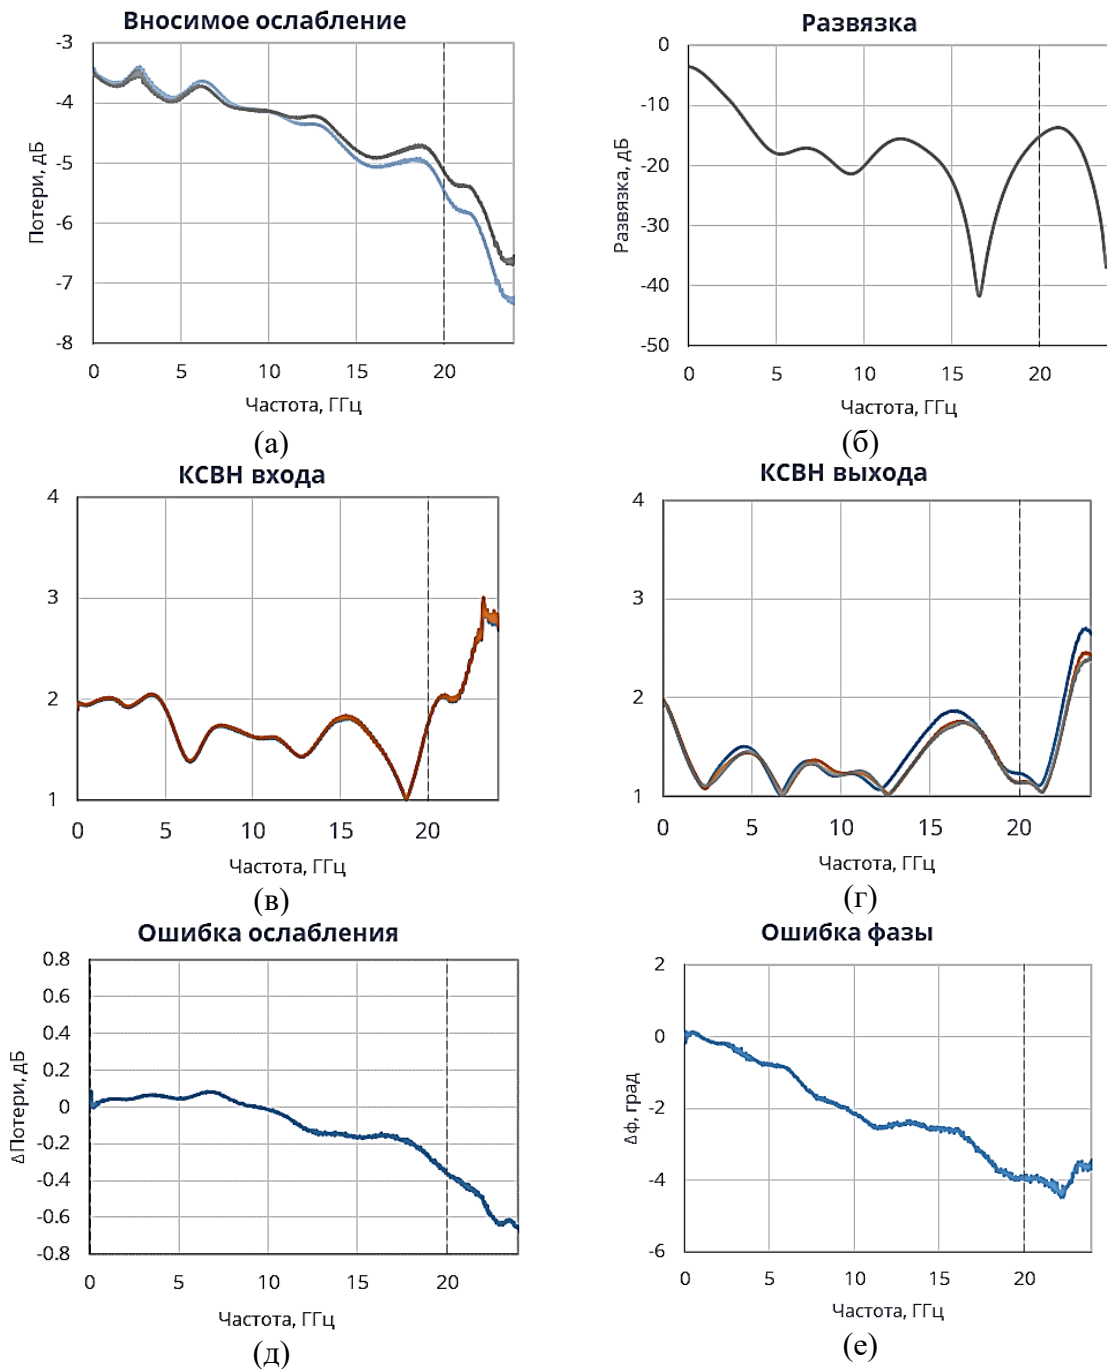 Вносимое ослабление
-3
-4
-5
-6
-7
-8
Потери, дБ
0 5 10 15 20
Частота, ГГц
(а)
Развязка
0
-10
-20
-30
-40
-50
Развязка, дБ
0 5 10 15 20
Частота, ГГц
(б)
КСВН входа
4
3
2
1
0 5 10 15 20
Частота, ГГц
(в)
КСВН выхода
4
3
2
1
0 5 10 15 20
Частота, ГГц
(г)
Ошибка ослабления
0.8
0.6
0.4
0.2
0
-0.2
-0.4
-0.6
-0.8
ΔПотери, дБ
0 5 10 15 20
Частота, ГГц
(д)
Ошибка фазы
2
0
-2
-4
-6
Δф, град
0 5 10 15 20
Частота, ГГц
(е)